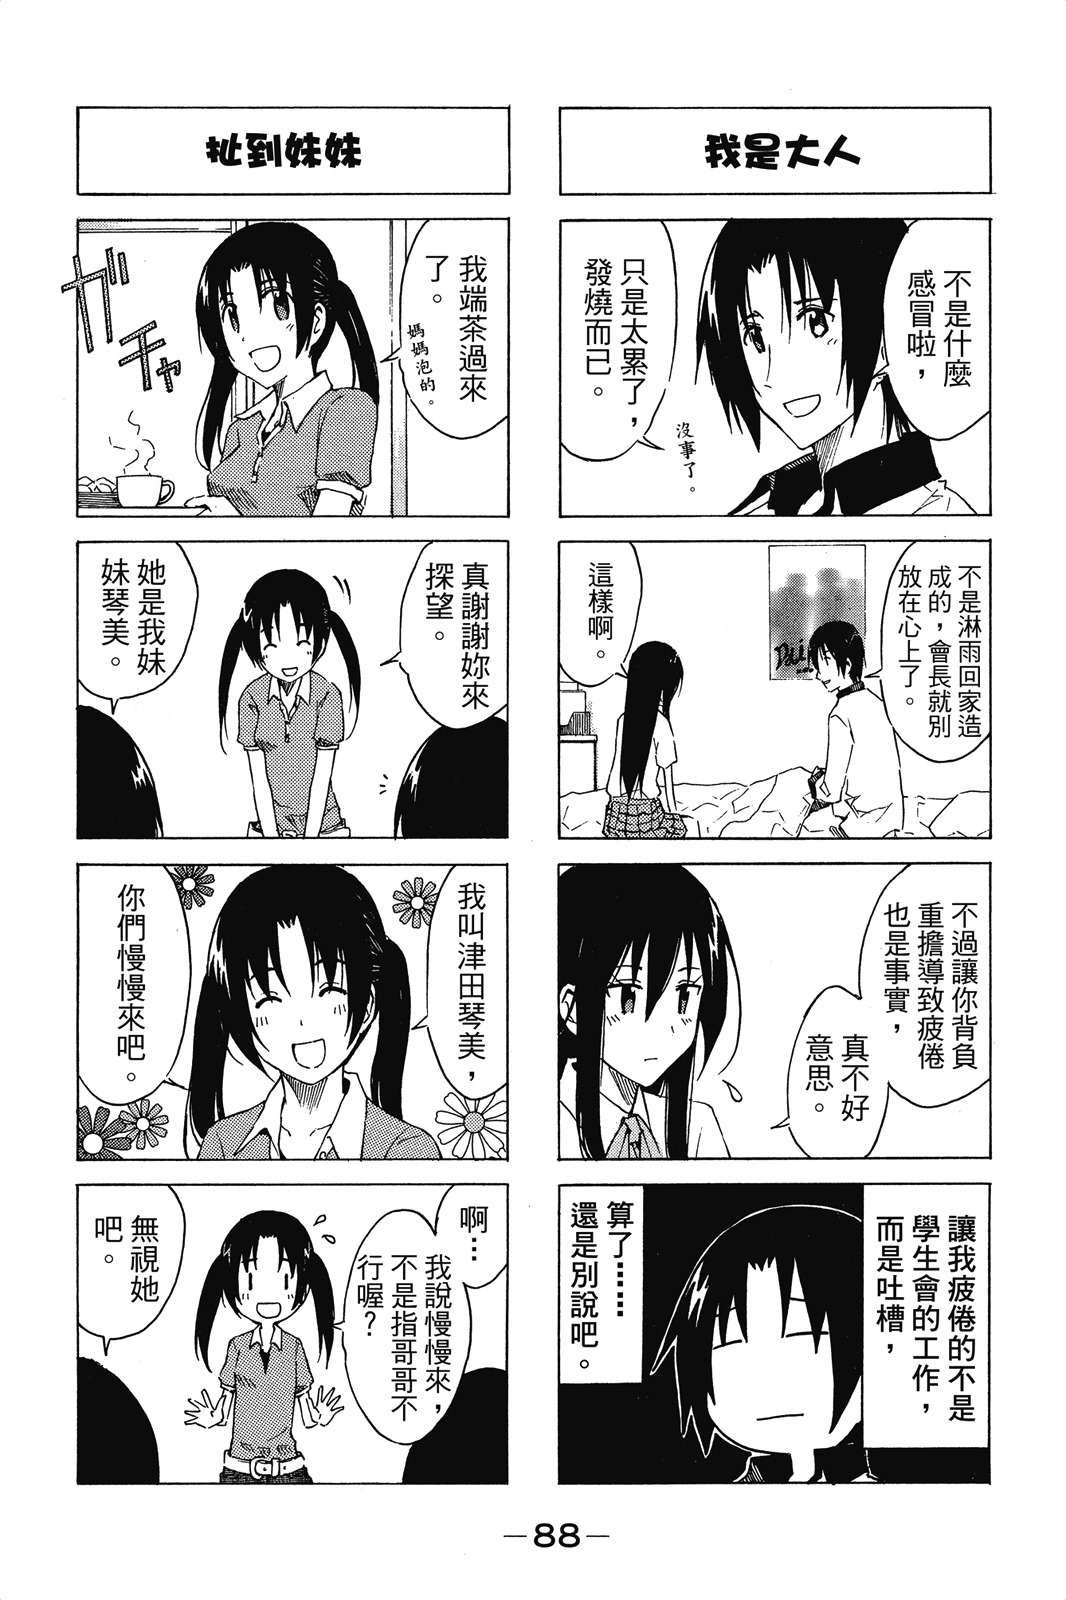 我是大人
不是什麼
感冒啦，
只是太累了，
發燒而已。
沒事了。
不是淋雨回家造
成的，會長就別
放在心上了。
這樣啊。
不過讓你背負
重擔導致疲倦
也是事實，
真不好
意思。
讓我疲倦的不是
學生會的工作，
而是吐槽，
算了……
還是別說吧。
扯到妹妹
我端茶過來
了。
媽媽泡的。
ガチャ
真謝謝妳來
探望。
她是我妹
妹琴美。
我叫津田琴美，
你們慢慢來吧。
啊…
我說慢慢來，
不是指哥哥不
行喔？
無視她
吧。
—88—